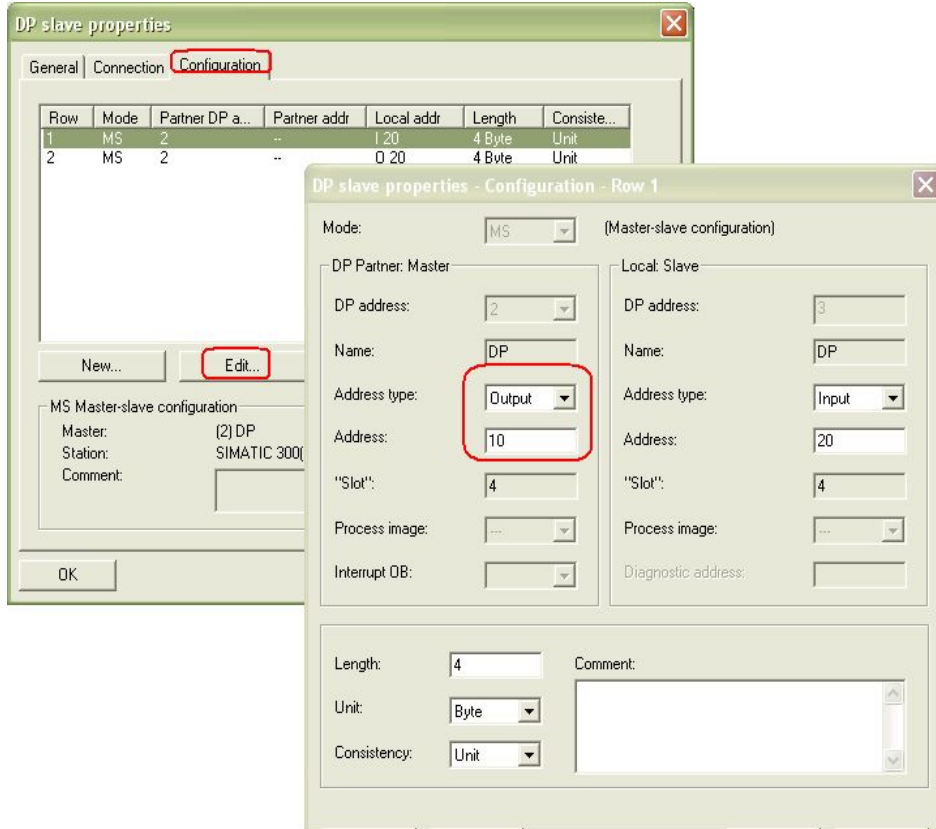 DP slave properties
General Connection Configuration
Row Mode Partner DP a... Partner addr Local addr Length Consiste...
1 MS 2 -- I 20 4 Byte Unit
2 MS 2 -- O 20 4 Byte Unit
New... Edit...
MS Master-slave configuration
Master: (2) DP
Station: SIMATIC 300(
Comment:
OK
DP slave properties - Configuration - Row 1
Mode: MS (Master-slave configuration)
DP Partner: Master
DP address: 2
Name: DP
Address type: Output
Address: 10
"Slot": 4
Process image: ---
Interrupt OB:
Local: Slave
DP address: 3
Name: DP
Address type: Input
Address: 20
"Slot": 4
Process image: ---
Diagnostic address:
Length: 4
Unit: Byte
Consistency: Unit
Comment: